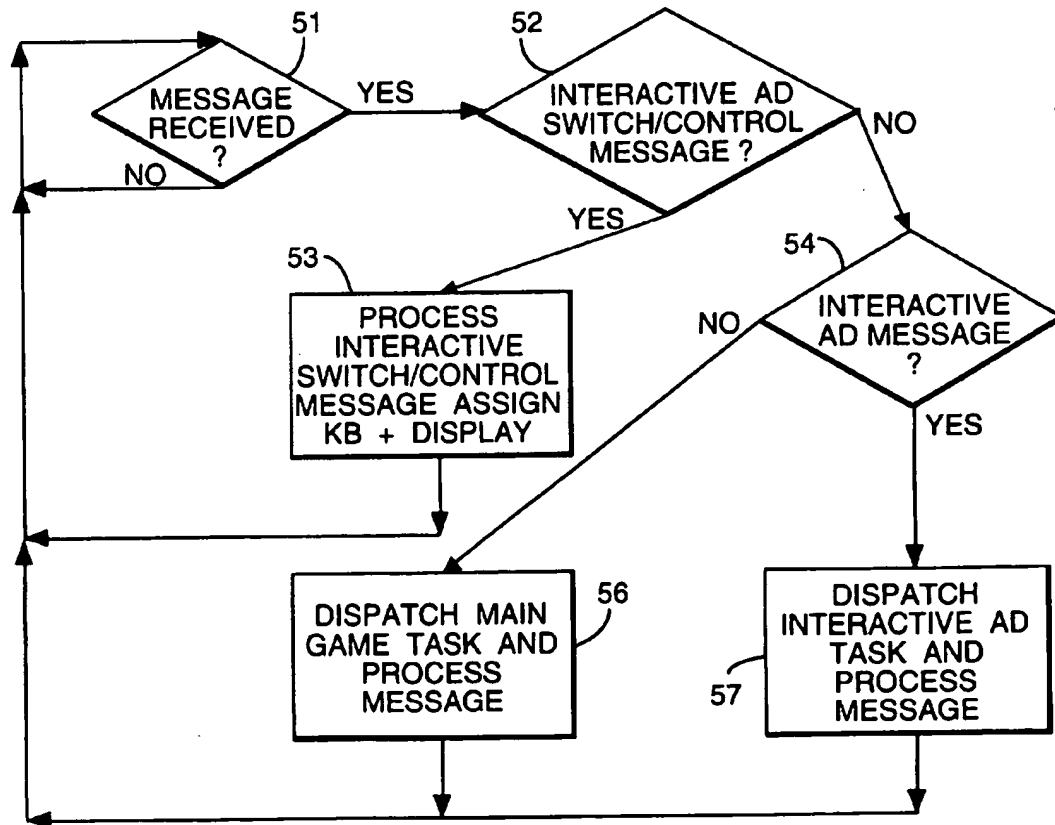 51
MESSAGE
RECEIVED
?
YES
NO
52
INTERACTIVE AD
SWITCH/CONTROL
MESSAGE ?
NO
YES
53
PROCESS
INTERACTIVE
SWITCH/CONTROL
MESSAGE ASSIGN
KB + DISPLAY
54
INTERACTIVE
AD MESSAGE
?
NO
YES
DISPATCH MAIN
GAME TASK AND
PROCESS
MESSAGE
56
DISPATCH
INTERACTIVE AD
TASK AND
PROCESS
MESSAGE
57